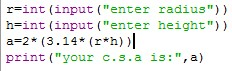 r=int(input("enter radius"))
h=int(input("enter height"))
a=2*(3.14*(r*h))
print("your c.s.a is:",a)